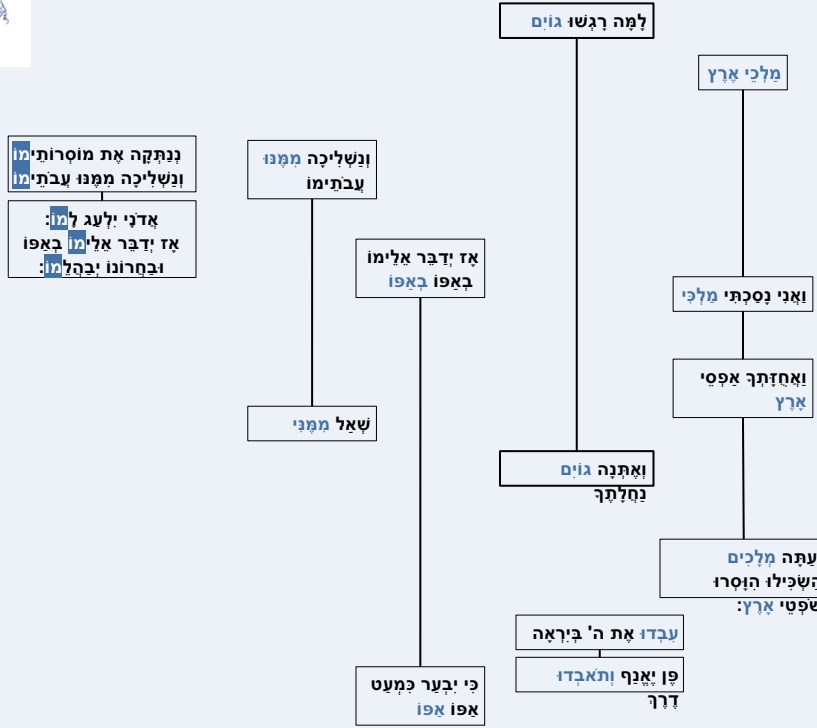 לָמָּה רָגְשׁוּ גוֹיִם
מַלְכֵי אֶרֶץ
נְנַתְּקָה אֶת מוֹסְרוֹתֵימוֹ
וְנַשְׁלִיכָה מִמֶּנּוּ עֲבֹתֵימוֹ
אֲדֹנָי יִלְעַג לָמוֹ:
אָז יְדַבֵּר אֵלֵימוֹ בְאַפּוֹ
וּבַחֲרוֹנוֹ יְבַהֲלֵמוֹ:
וְנַשְׁלִיכָה מִמֶּנּוּ
עֲבֹתֵימוֹ
אָז יְדַבֵּר אֵלֵימוֹ
בְאַפּוֹ בְאַפּוֹ
וַאֲנִי נָסַכְתִּי מַלְכִּי
וַאֲחֻזָּתְךָ אַפְסֵי
אָרֶץ
שְׁאַל מִמֶּנִּי
וְאֶתְּנָה גוֹיִם
נַחֲלָתֶךָ
עַתָּה מְלָכִים
הַשְׂכִּילוּ הִוָּסְרוּ
שֹׁפְטֵי אָרֶץ:
עִבְדוּ אֶת ה' בְּיִרְאָה
פֶּן יֶאֱנַף וְתֹאבְדוּ
דֶרֶךְ
כִּי יִבְעַר כִּמְעַט
אַפּוֹ אַפּוֹ